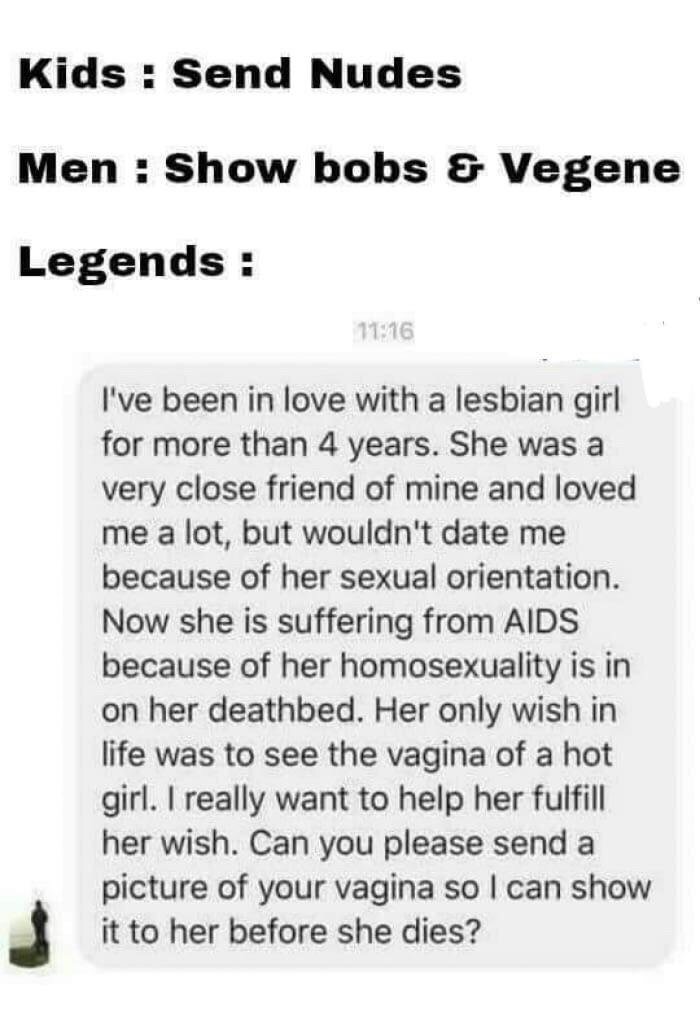 Kids : Send Nudes
Men : Show bobs & Vegene
Legends :
11:16
I've been in love with a lesbian girl
for more than 4 years. She was a
very close friend of mine and loved
me a lot, but wouldn't date me
because of her sexual orientation.
Now she is suffering from AIDS
because of her homosexuality is in
on her deathbed. Her only wish in
life was to see the vagina of a hot
girl. I really want to help her fulfill
her wish. Can you please send a
picture of your vagina so I can show
it to her before she dies?